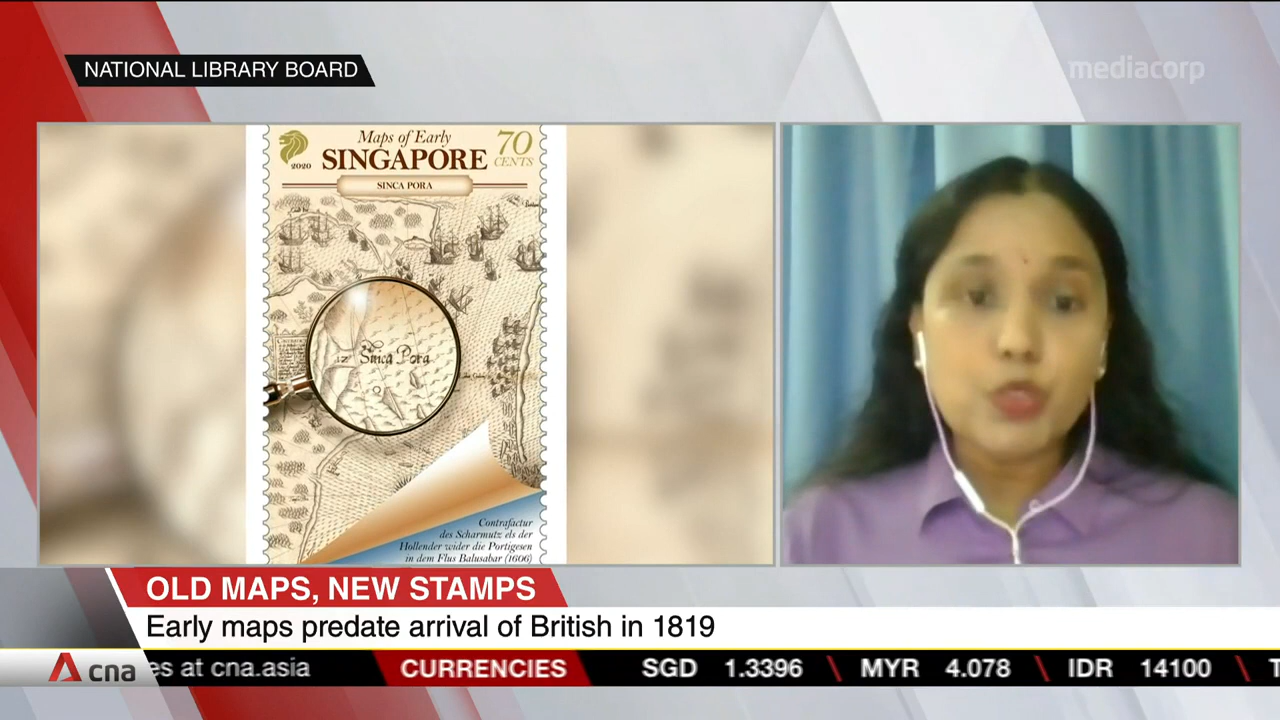 NATIONAL LIBRARY BOARD
mediacorp
2020
Maps of Early
SINGAPORE
70
CENTS
SINCA PORA
Sinca Pora
Contrafactur
des Scharmutz els der
Hollender wider die Portigesen
in dem Flus Balusabar (1606)
OLD MAPS, NEW STAMPS
Early maps predate arrival of British in 1819
cna
es at cna.asia CURRENCIES SGD 1.3396 MYR 4.078 IDR 14100 T